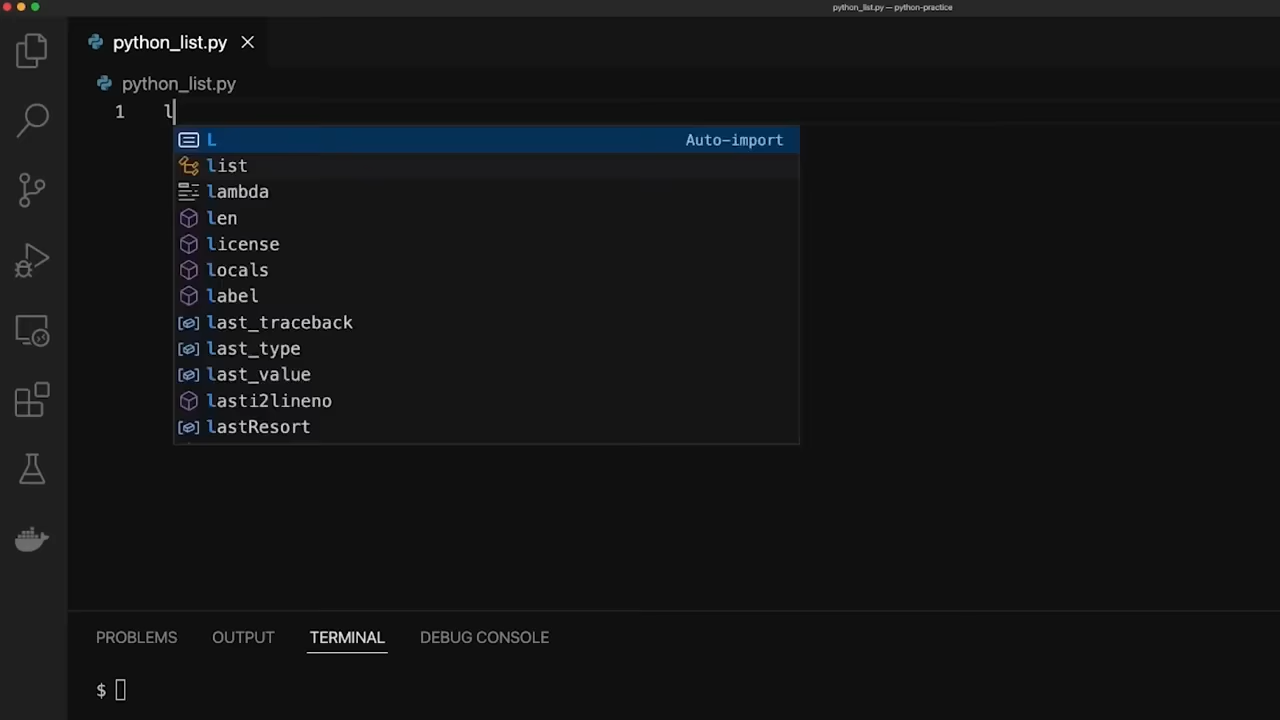 python_list.py — python-practice
python_list.py
python_list.py
1 l
L Auto-import
list
lambda
len
license
locals
label
last_traceback
last_type
last_value
lasti2lineno
lastResort
PROBLEMS OUTPUT TERMINAL DEBUG CONSOLE
$